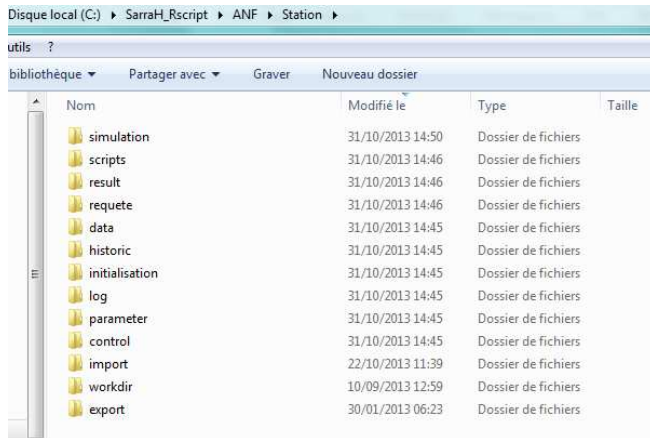 Disque local (C:) ▸ SarraH_Rscript ▸ ANF ▸ Station ▸
utils ?
bibliothèque ▾ Partager avec ▾ Graver Nouveau dossier
Nom Modifié le Type Taille
simulation 31/10/2013 14:50 Dossier de fichiers
scripts 31/10/2013 14:46 Dossier de fichiers
result 31/10/2013 14:46 Dossier de fichiers
requete 31/10/2013 14:46 Dossier de fichiers
data 31/10/2013 14:45 Dossier de fichiers
historic 31/10/2013 14:45 Dossier de fichiers
initialisation 31/10/2013 14:45 Dossier de fichiers
log 31/10/2013 14:45 Dossier de fichiers
parameter 31/10/2013 14:45 Dossier de fichiers
control 31/10/2013 14:45 Dossier de fichiers
import 22/10/2013 11:39 Dossier de fichiers
workdir 10/09/2013 12:59 Dossier de fichiers
export 30/01/2013 06:23 Dossier de fichiers